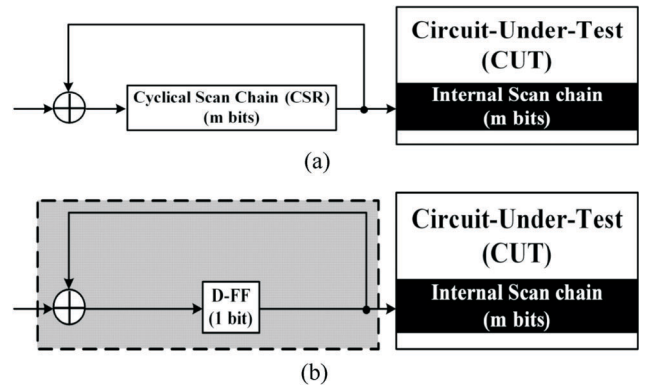 Circuit-Under-Test
(CUT)
Cyclical Scan Chain (CSR)
(m bits)
Internal Scan chain
(m bits)
(a)
Circuit-Under-Test
(CUT)
D-FF
(1 bit)
Internal Scan chain
(m bits)
(b)